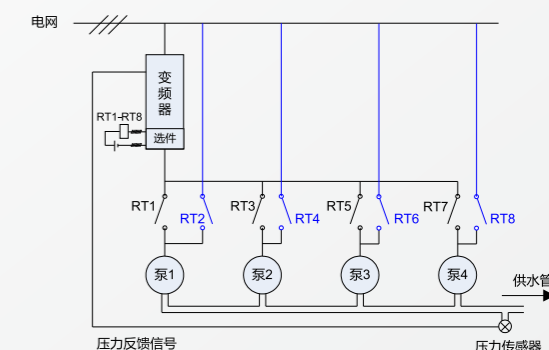 电网
变
频
器
RT1-RT8
选件
RT1
RT2
RT3
RT4
RT5
RT6
RT7
RT8
泵1
泵2
泵3
泵4
供水管
压力反馈信号
压力传感器